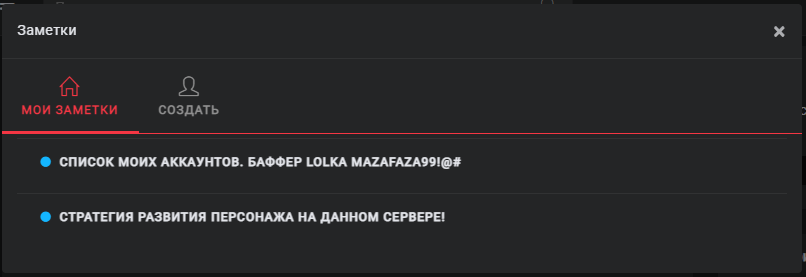 Заметки
МОИ ЗАМЕТКИ
СОЗДАТЬ
СПИСОК МОИХ АККАУНТОВ. БАФФЕР LOLKA MAZAFAZA99!@#
СТРАТЕГИЯ РАЗВИТИЯ ПЕРСОНАЖА НА ДАННОМ СЕРВЕРЕ!